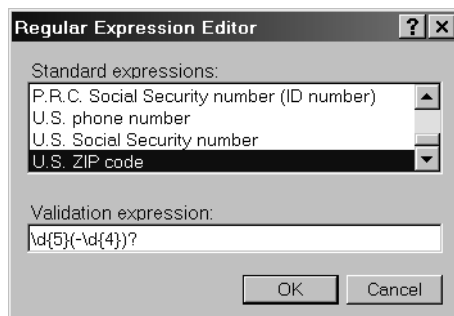 Regular Expression Editor
Standard expressions:
P.R.C. Social Security number (ID number)
U.S. phone number
U.S. Social Security number
U.S. ZIP code
Validation expression:
\d{5}(-\d{4})?
OK Cancel